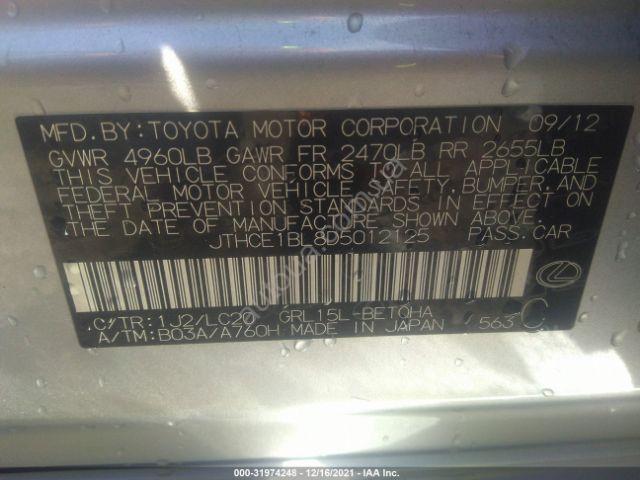 MFD.BY:TOYOTA MOTOR CORPORATION 09/12
GVWR 4960LB GAWR FR 2470LB RR 2655LB
THIS VEHICLE CONFORMS TO ALL APPLICABLE
FEDERAL MOTOR VEHICLE SAFETY,BUMPER,AND
THEFT PREVENTION STANDARDS IN EFFECT ON
THE DATE OF MANUFACTURE SHOWN ABOVE.
JTHCE1BL8D5012125 PASS.CAR
C/TR:1J2/LC20 GRL15L-BETQHA
A/TM:B03A/A760H MADE IN JAPAN 563 C
autoua.com.ua
000-31974248 - 12/16/2021 - IAA Inc.